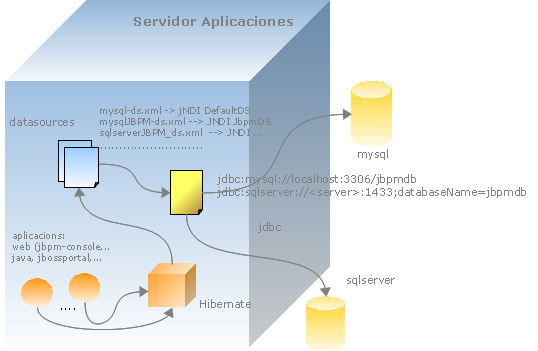 Servidor Aplicaciones
mysql-ds.xml -> jNDI DefaultDS
mysqlJBPM-ds.xml -> JNDI JbpmDS
sqlserverJBPM_ds.xml --> JNDI ...
.................................
datasources
mysql
jdbc:mysql://localhost:3306/jbpmdb
jdbc:sqlserver://<server>:1433;databaseName=jbpmdb
jdbc
aplicacions:
web (jbpm-console,..
java, jbossportal,...
sqlserver
....
Hibernate